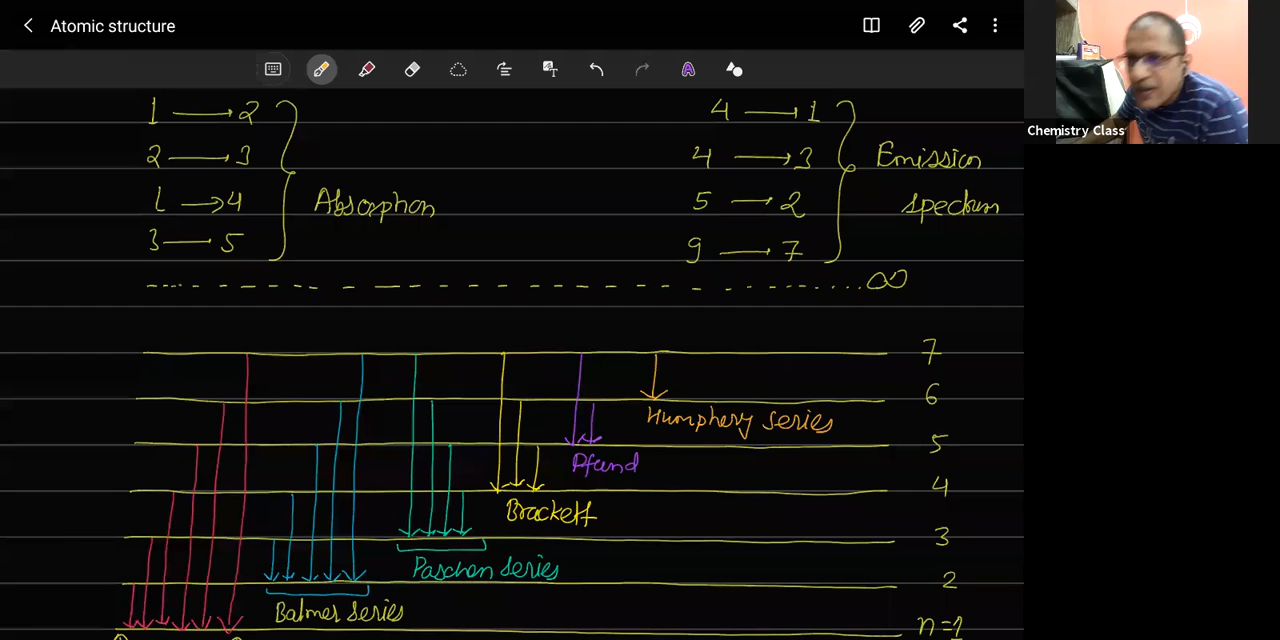 Atomic structure
Chemistry Class
1 → 2
2 → 3
1 → 4
3 → 5
Absorption
4 → 1
4 → 3
5 → 2
9 → 7
Emission
spectrum
∞
7
6
Humphery series
5
Pfund
4
Brackett
3
Paschen series
2
Balmer series
n=1